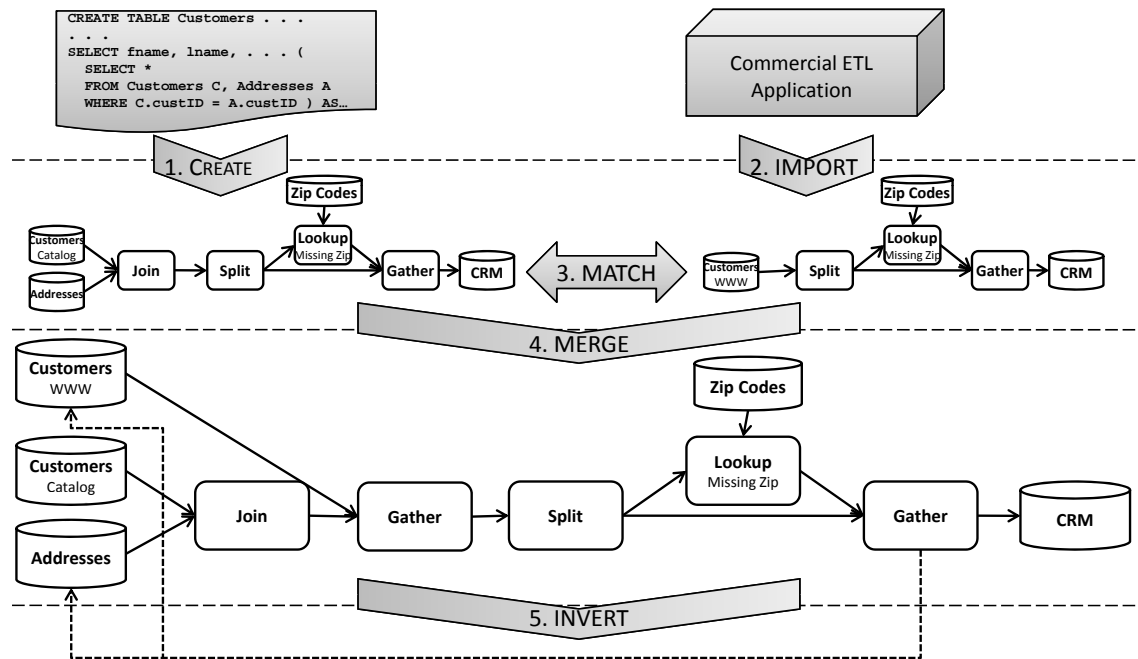 CREATE TABLE Customers . . .
. . .
SELECT fname, lname, . . . (
SELECT *
FROM Customers C, Addresses A
WHERE C.custID = A.custID ) AS…
Commercial ETL
Application
1. CREATE
2. IMPORT
Zip Codes
Customers
Catalog
Addresses
Join
Split
Lookup
Missing Zip
Gather
CRM
3. MATCH
Zip Codes
Customers
WWW
Split
Lookup
Missing Zip
Gather
CRM
4. MERGE
Customers
WWW
Zip Codes
Customers
Catalog
Addresses
Join
Gather
Split
Lookup
Missing Zip
Gather
CRM
5. INVERT